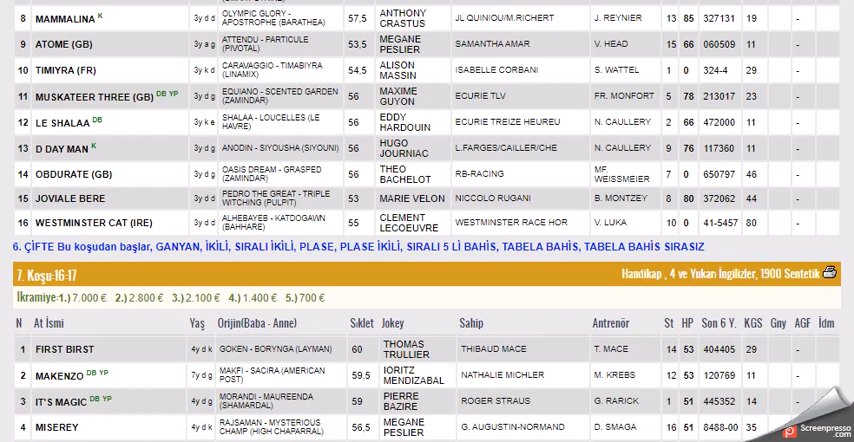 8 MAMMALINA K 3y d d OLYMPIC GLORY - APOSTROPHE (BARATHEA) 57,5 ANTHONY CRASTUS JL QUINIOU/M.RICHERT J. REYNIER 13 85 327131 19 -
9 ATOME (GB) 3y a g ATTENDU - PARTICULE (PIVOTAL) 53,5 MEGANE PESLIER SAMANTHA AMAR V. HEAD 15 66 060509 11 -
10 TIMIYRA (FR) 3y k d CARAVAGGIO - TIMABIYRA (LINAMIX) 54,5 ALISON MASSIN ISABELLE CORBANI S. WATTEL 1 0 324-4 29 -
11 MUSKATEER THREE (GB) DB YP 3y d g EQUIANO - SCENTED GARDEN (ZAMINDAR) 56 MAXIME GUYON ECURIE TLV FR. MONFORT 5 78 213017 23 -
12 LE SHALAA DB 3y k e SHALAA - LOUCELLES (LE HAVRE) 56 EDDY HARDOUIN ECURIE TREIZE HEUREU N. CAULLERY 2 66 472000 11 -
13 D DAY MAN K 3y d g ANODIN - SIYOUSHA (SIYOUNI) 56 HUGO JOURNIAC L.FARGES/CAILLER/CHE N. CAULLERY 9 76 117360 11 -
14 OBDURATE (GB) 3y d g OASIS DREAM - GRASPED (ZAMINDAR) 56 THEO BACHELOT RB-RACING MF. WEISSMEIER 7 0 650797 46 -
15 JOVIALE BERE 3y d d PEDRO THE GREAT - TRIPLE WITCHING (PULPIT) 53 MARIE VELON NICCOLO RUGANI B. MONTZEY 8 80 372062 44 -
16 WESTMINSTER CAT (IRE) 3y d d ALHEBAYEB - KATDOGAWN (BAHHARE) 55 CLEMENT LECOEUVRE WESTMINSTER RACE HOR V. LUKA 10 0 41-5457 80 -
6. ÇİFTE Bu koşudan başlar, GANYAN, İKİLİ, SIRALI İKİLİ, PLASE, PLASE İKİLİ, SIRALI 5 Lİ BAHİS, TABELA BAHİS, TABELA BAHİS SIRASIZ
7. Koşu:16:17 Handikap , 4 ve Yukarı İngilizler, 1900 Sentetik
İkramiye:1.) 7.000 € 2.) 2.800 € 3.) 2.100 € 4.) 1.400 € 5.) 700 €
N At İsmi Yaş Orijin(Baba - Anne) Sıklet Jokey Sahip Antrenör St HP Son 6 Y. KGS Gny AGF İdm
1 FIRST BIRST 4y d k GOKEN - BORYNGA (LAYMAN) 60 THOMAS TRULLIER THIBAUD MACE T. MACE 14 53 404405 29 -
2 MAKENZO DB YP 7y d g MAKFI - SACIRA (AMERICAN POST) 59,5 IORITZ MENDIZABAL NATHALIE MICHLER M. KREBS 12 53 120769 11 -
3 IT'S MAGIC DB YP 4y d g MORANDI - MAUREENDA (SHAMARDAL) 59 PIERRE BAZIRE ROGER STRAUS G. RARICK 1 51 445352 14 -
4 MISEREY 4y d k RAJSAMAN - MYSTERIOUS CHAMP (HIGH CHAPARRAL) 56,5 MEGANE PESLIER G. AUGUSTIN-NORMAND D. SMAGA 16 51 8488-00 35 -
Screenpresso
.com